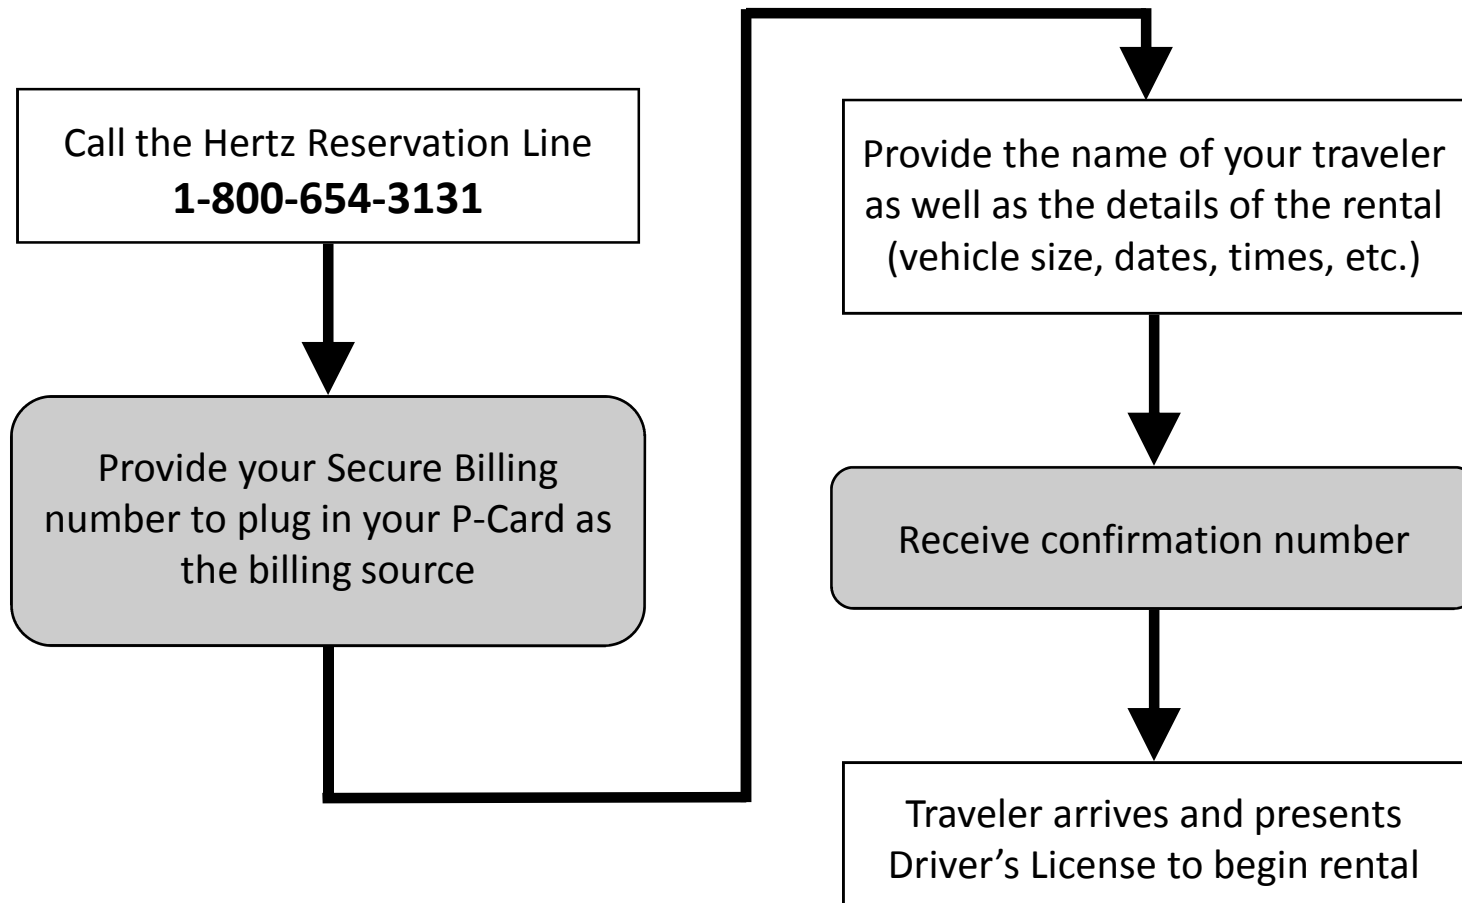 Call the Hertz Reservation Line
1-800-654-3131
Provide your Secure Billing
number to plug in your P-Card as
the billing source
Provide the name of your traveler
as well as the details of the rental
(vehicle size, dates, times, etc.)
Receive confirmation number
Traveler arrives and presents
Driver’s License to begin rental